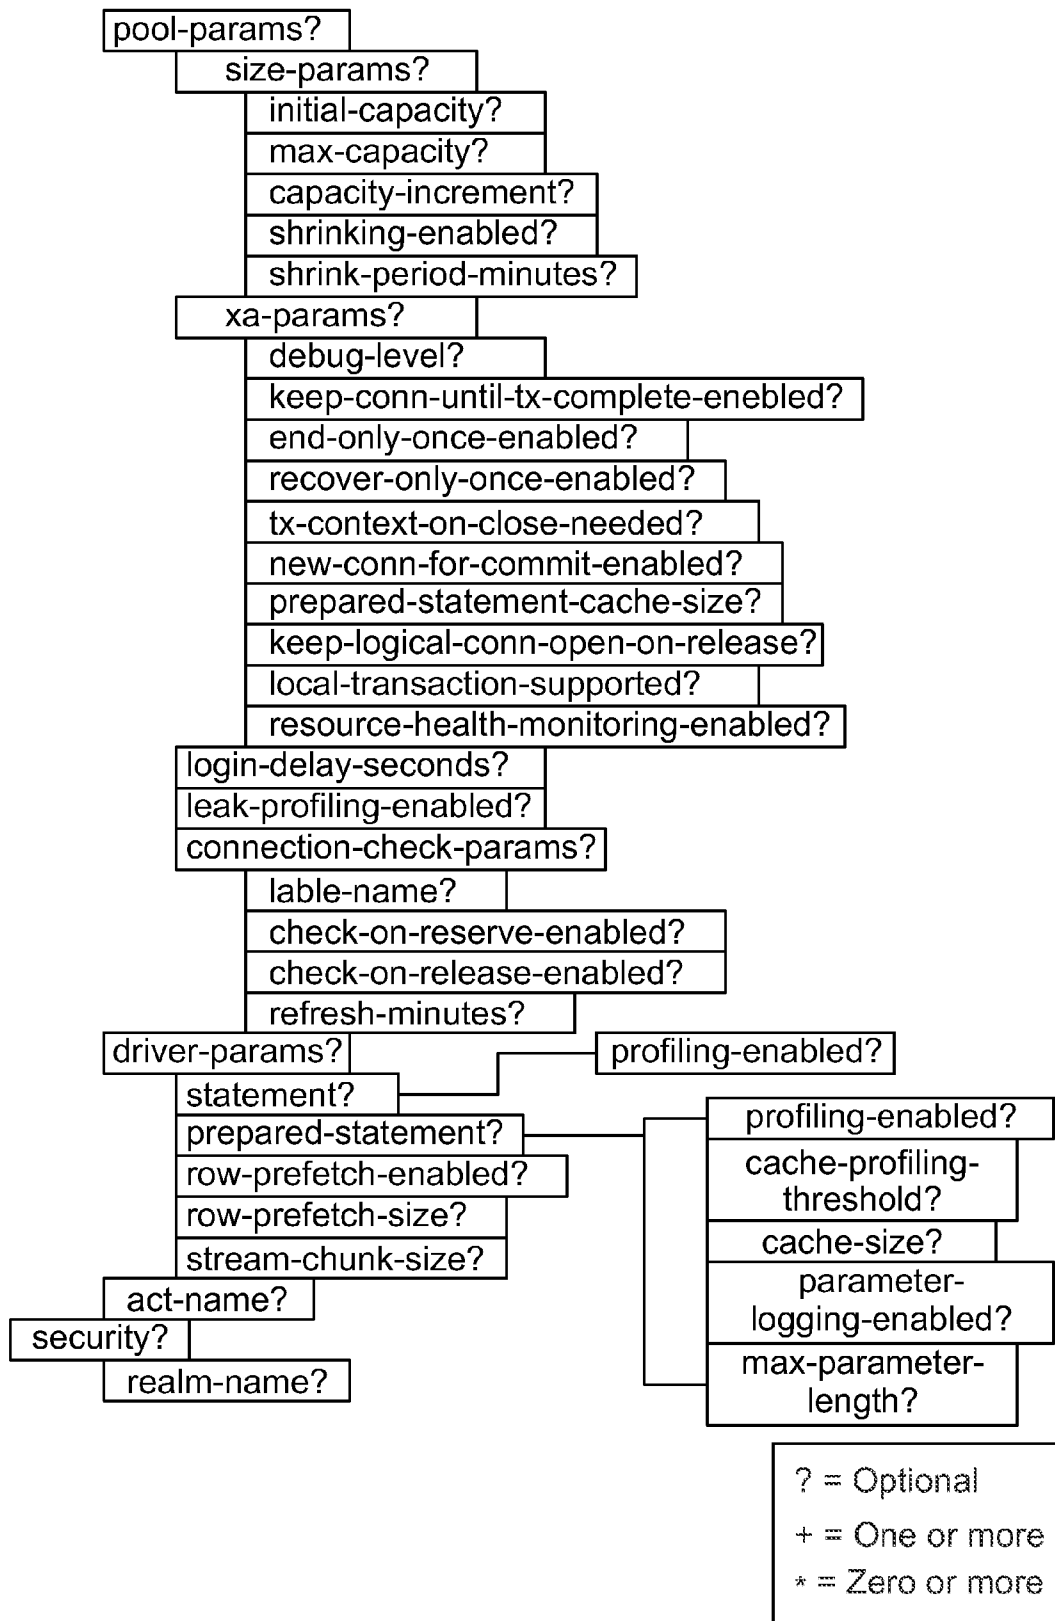 pool-params?
size-params?
initial-capacity?
max-capacity?
capacity-increment?
shrinking-enabled?
shrink-period-minutes?
xa-params?
debug-level?
keep-conn-until-tx-complete-enebled?
end-only-once-enabled?
recover-only-once-enabled?
tx-context-on-close-needed?
new-conn-for-commit-enabled?
prepared-statement-cache-size?
keep-logical-conn-open-on-release?
local-transaction-supported?
resource-health-monitoring-enabled?
login-delay-seconds?
leak-profiling-enabled?
connection-check-params?
lable-name?
check-on-reserve-enabled?
check-on-release-enabled?
refresh-minutes?
driver-params?
profiling-enabled?
statement?
prepared-statement?
profiling-enabled?
cache-profiling-
threshold?
cache-size?
parameter-
logging-enabled?
max-parameter-
length?
row-prefetch-enabled?
row-prefetch-size?
stream-chunk-size?
act-name?
security?
realm-name?
? = Optional
+ = One or more
* = Zero or more